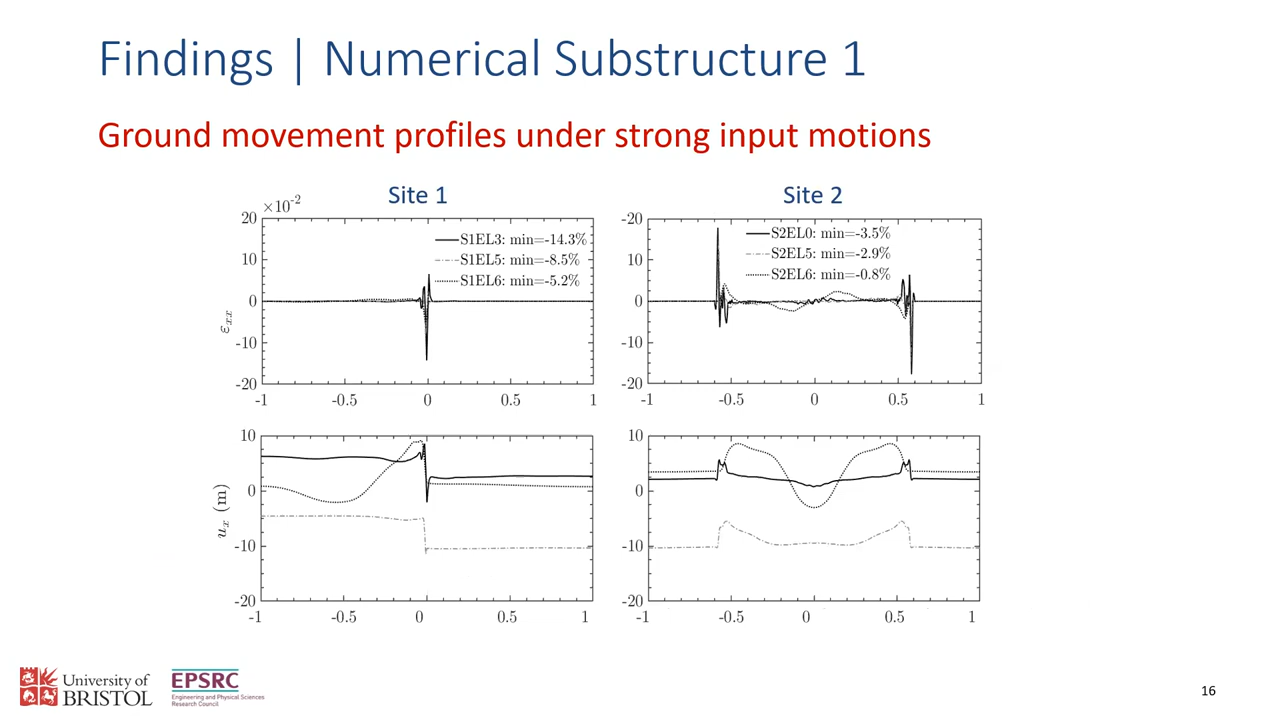 Findings | Numerical Substructure 1
Ground movement profiles under strong input motions
Site 1
×10⁻²
20
10
0
-10
-20
εₓₓ
S1EL3: min=-14.3%
S1EL5: min=-8.5%
S1EL6: min=-5.2%
-1 -0.5 0 0.5 1
Site 2
-20
10
0
-10
-20
S2EL0: min=-3.5%
S2EL5: min=-2.9%
S2EL6: min=-0.8%
-1 -0.5 0 0.5 1
10
0
-10
-20
uₓ (m)
-1 -0.5 0 0.5 1
10
0
-10
-20
-1 -0.5 0 0.5 1
University of
BRISTOL
EPSRC
Engineering and Physical Sciences
Research Council
16